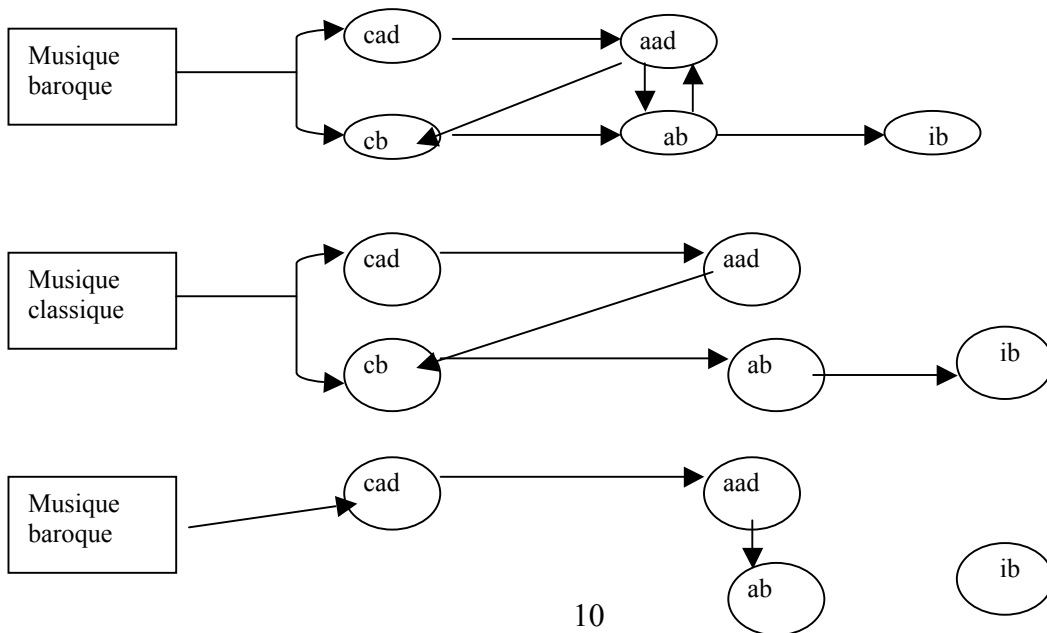 Musique
baroque
cad
aad
cb
ab
ib
Musique
classique
cad
aad
cb
ab
ib
Musique
baroque
cad
aad
ab
ib
10